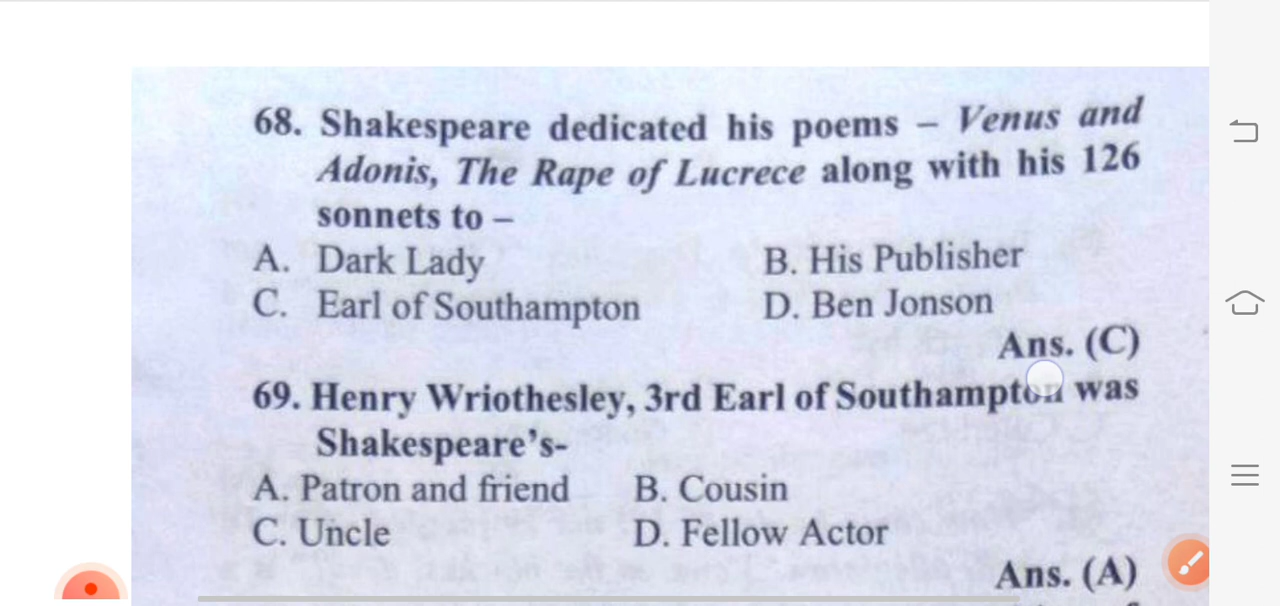 68. Shakespeare dedicated his poems – Venus and
Adonis, The Rape of Lucrece along with his 126
sonnets to –
A. Dark Lady B. His Publisher
C. Earl of Southampton D. Ben Jonson
Ans. (C)
69. Henry Wriothesley, 3rd Earl of Southampton was
Shakespeare's-
A. Patron and friend B. Cousin
C. Uncle D. Fellow Actor
Ans. (A)